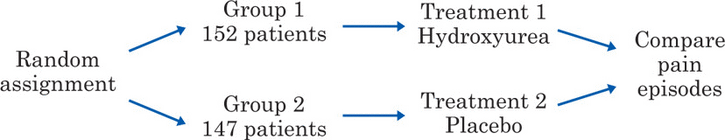 Random
assignment
Group 1
152 patients
Treatment 1
Hydroxyurea
Group 2
147 patients
Treatment 2
Placebo
Compare
pain
episodes